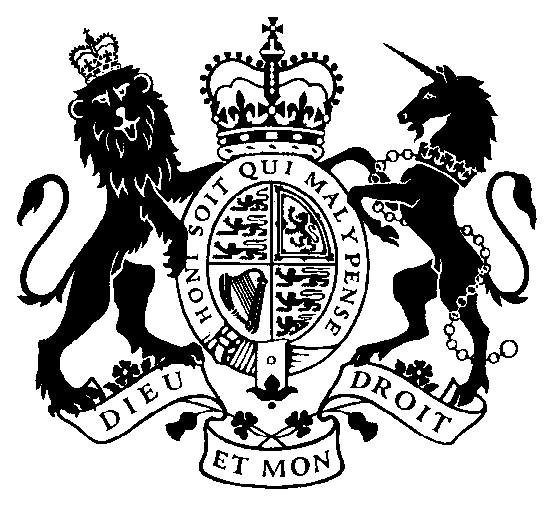 HONI SOIT QUI MAL Y PENSE
DIEU ET MON DROIT